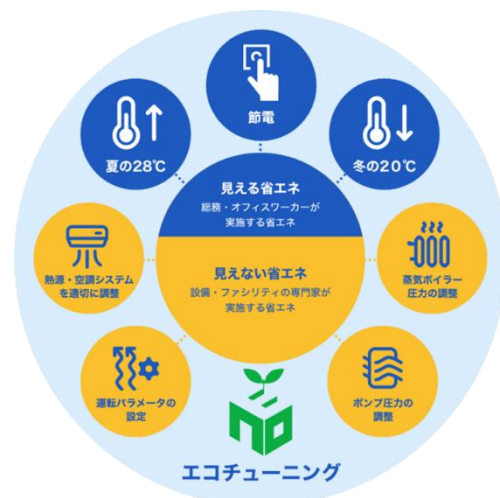 節電
夏の28℃
冬の20℃
見える省エネ
総務・オフィスワーカーが
実施する省エネ
熱源・空調システム
を適切に調整
見えない省エネ
設備・ファシリティの専門家が
実施する省エネ
蒸気ボイラー
圧力の調整
運転パラメータの
設定
ポンプ圧力の
調整
エコチューニング